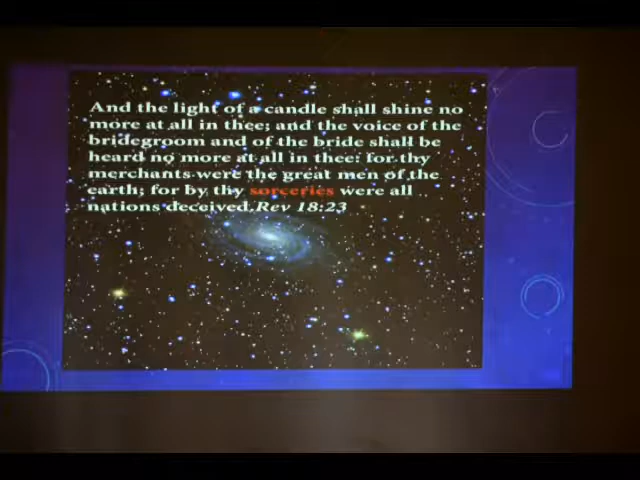 And the light of a candle shall shine no
more at all in thee; and the voice of the
bridegroom and of the bride shall be
heard no more at all in thee: for thy
merchants were the great men of the
earth; for by thy sorceries were all
nations deceived. Rev 18:23